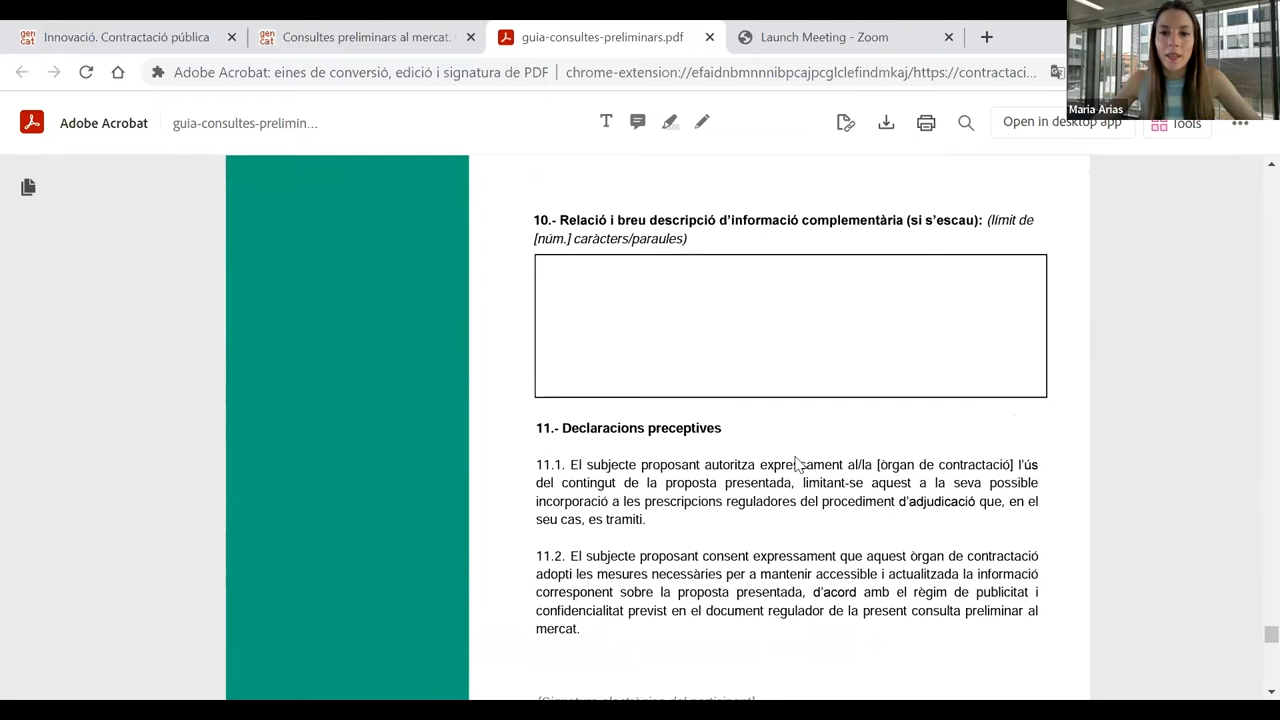 Innovació. Contractació pública
Consultes preliminars al mercat.
guia-consultes-preliminars.pdf
Launch Meeting - Zoom
Adobe Acrobat: eines de conversió, edició i signatura de PDF
chrome-extension://efaidnbmnnnibpcajpcglclefindmkaj/https://contractaci...
Maria Arias
Adobe Acrobat
guia-consultes-prelimin...
Open in desktop app
Tools
10.- Relació i breu descripció d’informació complementària (si s’escau): (límit de
[núm.] caràcters/paraules)
11.- Declaracions preceptives
11.1. El subjecte proposant autoritza expressament al/la [òrgan de contractació] l’ús
del contingut de la proposta presentada, limitant-se aquest a la seva possible
incorporació a les prescripcions reguladores del procediment d’adjudicació que, en el
seu cas, es tramiti.
11.2. El subjecte proposant consent expressament que aquest òrgan de contractació
adopti les mesures necessàries per a mantenir accessible i actualitzada la informació
corresponent sobre la proposta presentada, d’acord amb el règim de publicitat i
confidencialitat previst en el document regulador de la present consulta preliminar al
mercat.
[Signatura electrònica del participant]